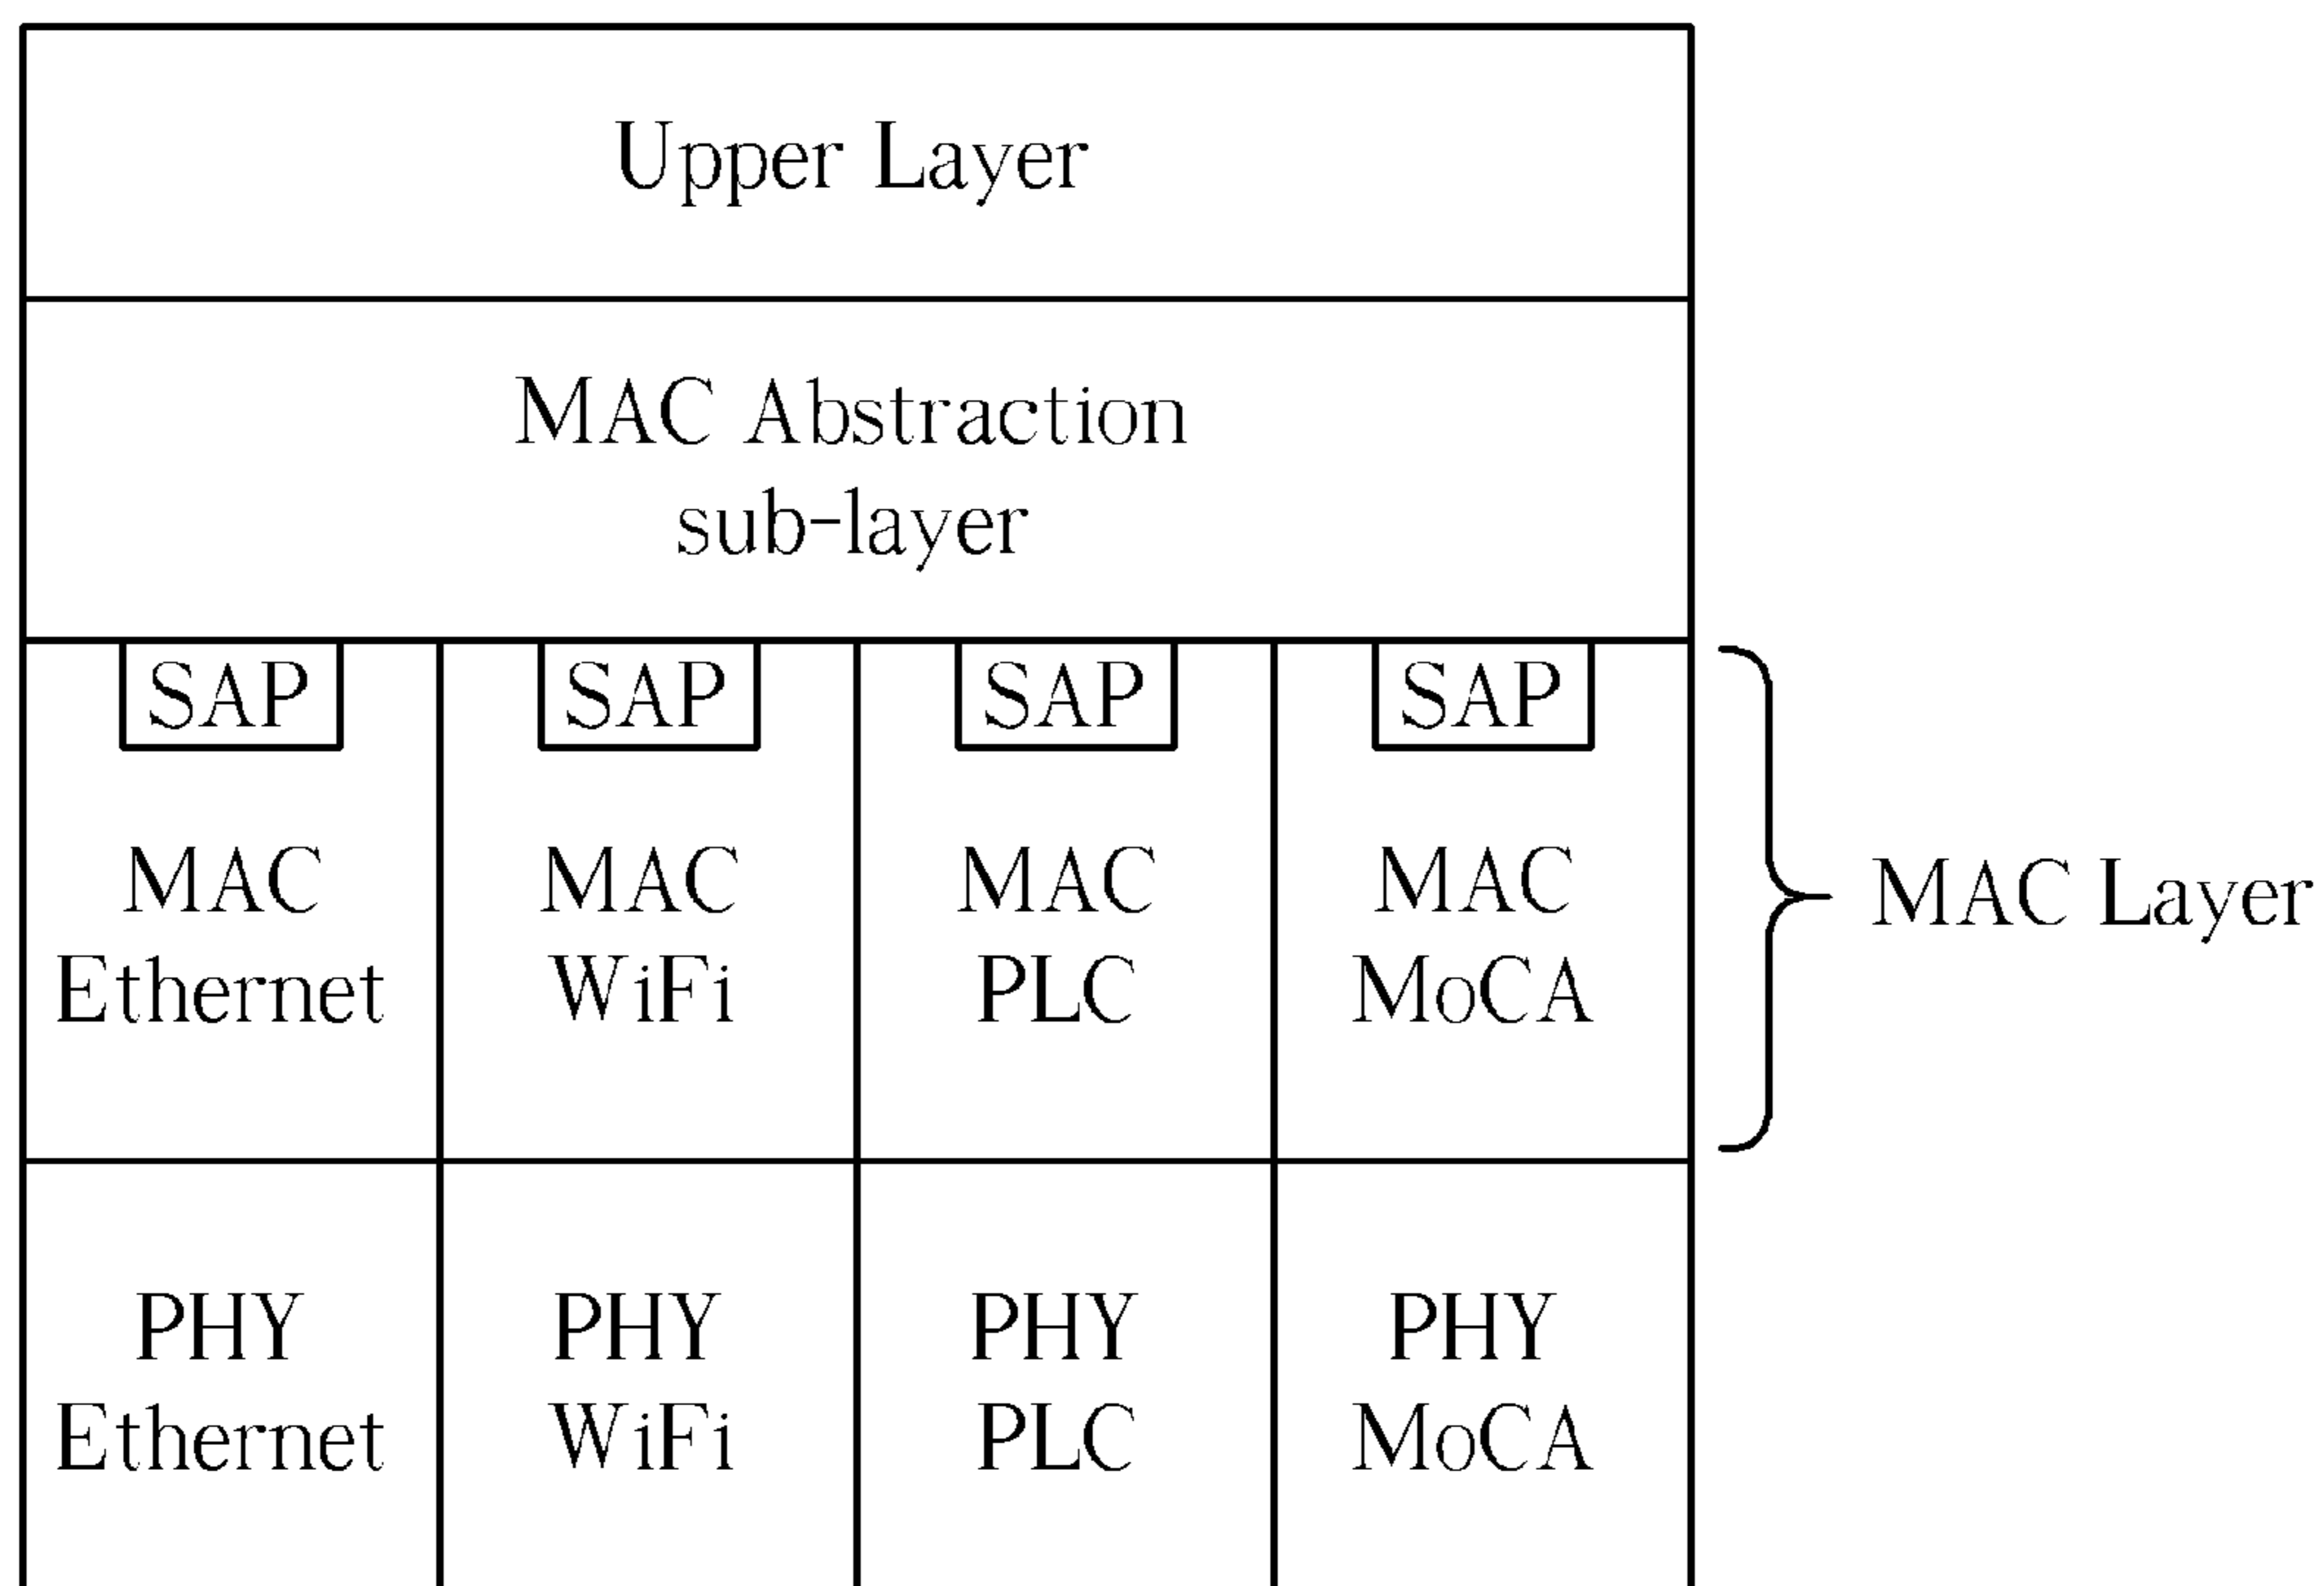 Upper Layer
MAC Abstraction
sub-layer
SAP SAP SAP SAP
MAC MAC MAC MAC
Ethernet WiFi PLC MoCA
MAC Layer
PHY PHY PHY PHY
Ethernet WiFi PLC MoCA